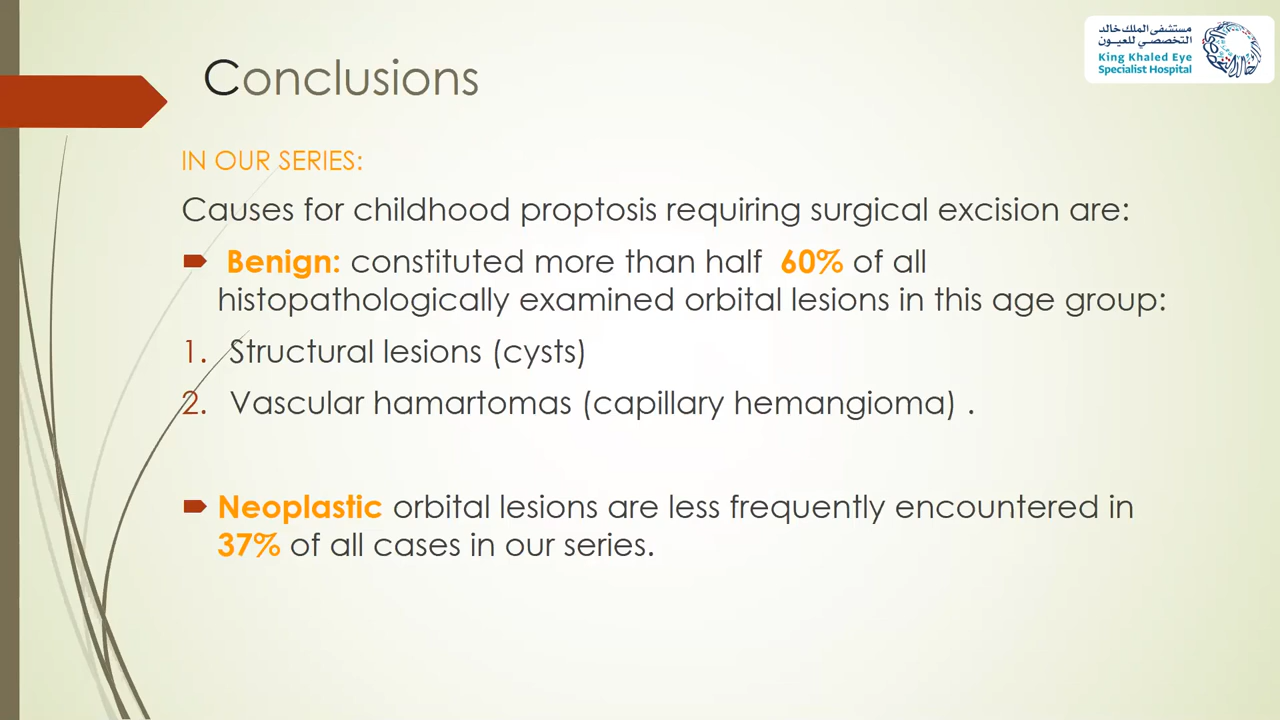 Conclusions
مستشفى الملك خالد
التخصصي للعيون
King Khaled Eye
Specialist Hospital
IN OUR SERIES:
Causes for childhood proptosis requiring surgical excision are:
Benign: constituted more than half 60% of all
histopathologically examined orbital lesions in this age group:
1. Structural lesions (cysts)
2. Vascular hamartomas (capillary hemangioma) .
Neoplastic orbital lesions are less frequently encountered in
37% of all cases in our series.